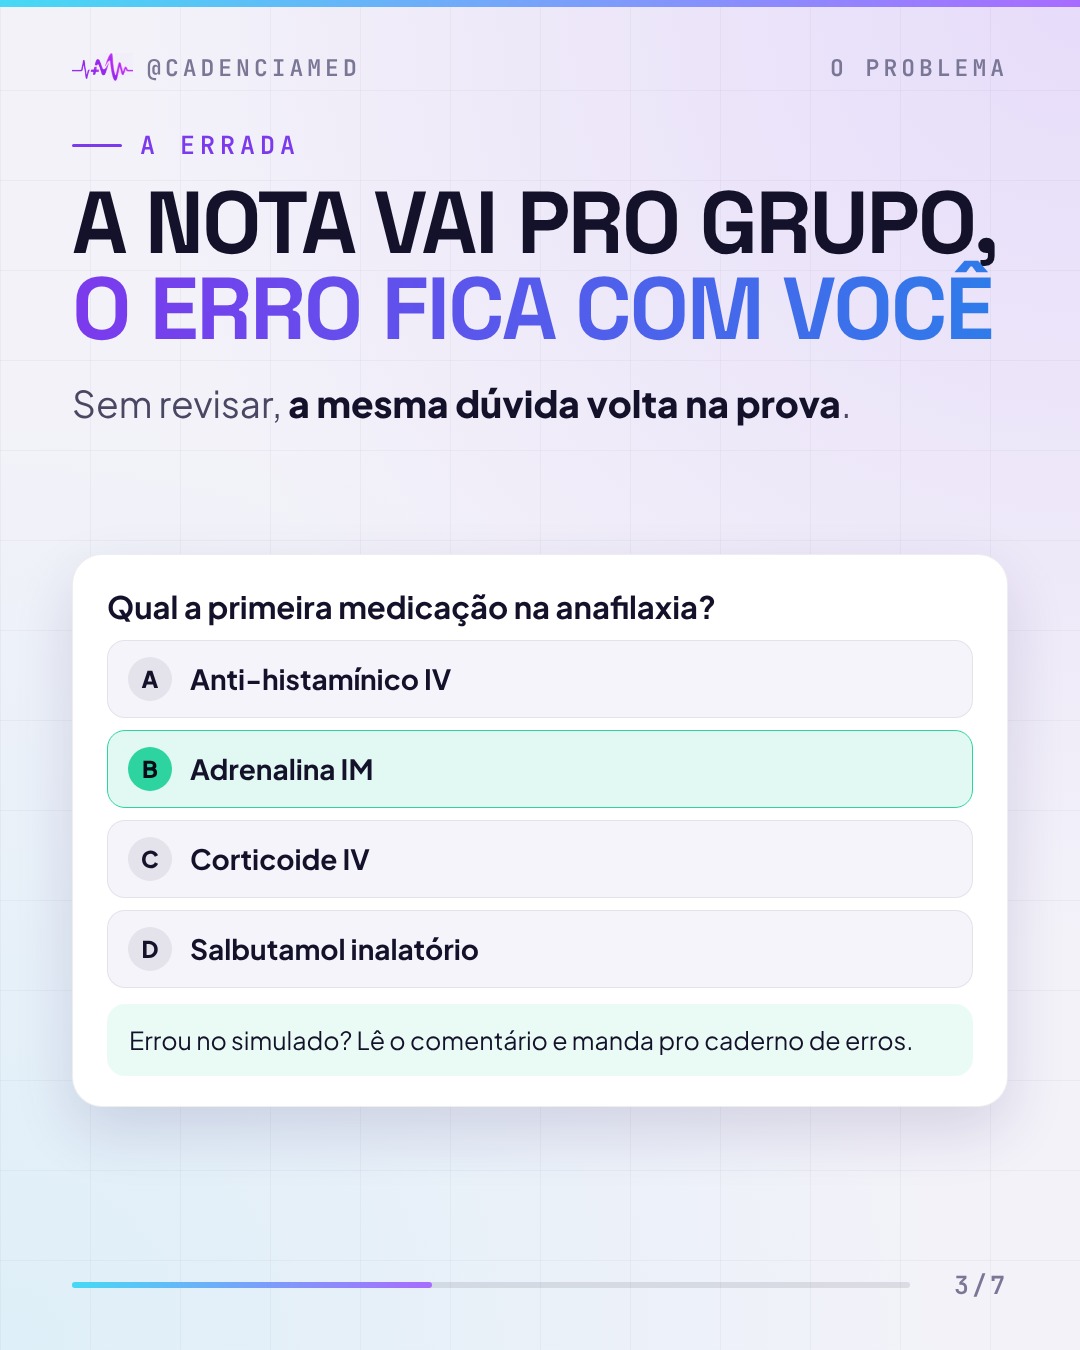 @CADENCIAMED
O PROBLEMA
A ERRADA
A NOTA VAI PRO GRUPO,
O ERRO FICA COM VOCÊ
Sem revisar, a mesma dúvida volta na prova.
Qual a primeira medicação na anafilaxia?
A Anti-histamínico IV
B Adrenalina IM
C Corticoide IV
D Salbutamol inalatório
Errou no simulado? Lê o comentário e manda pro caderno de erros.
3/7